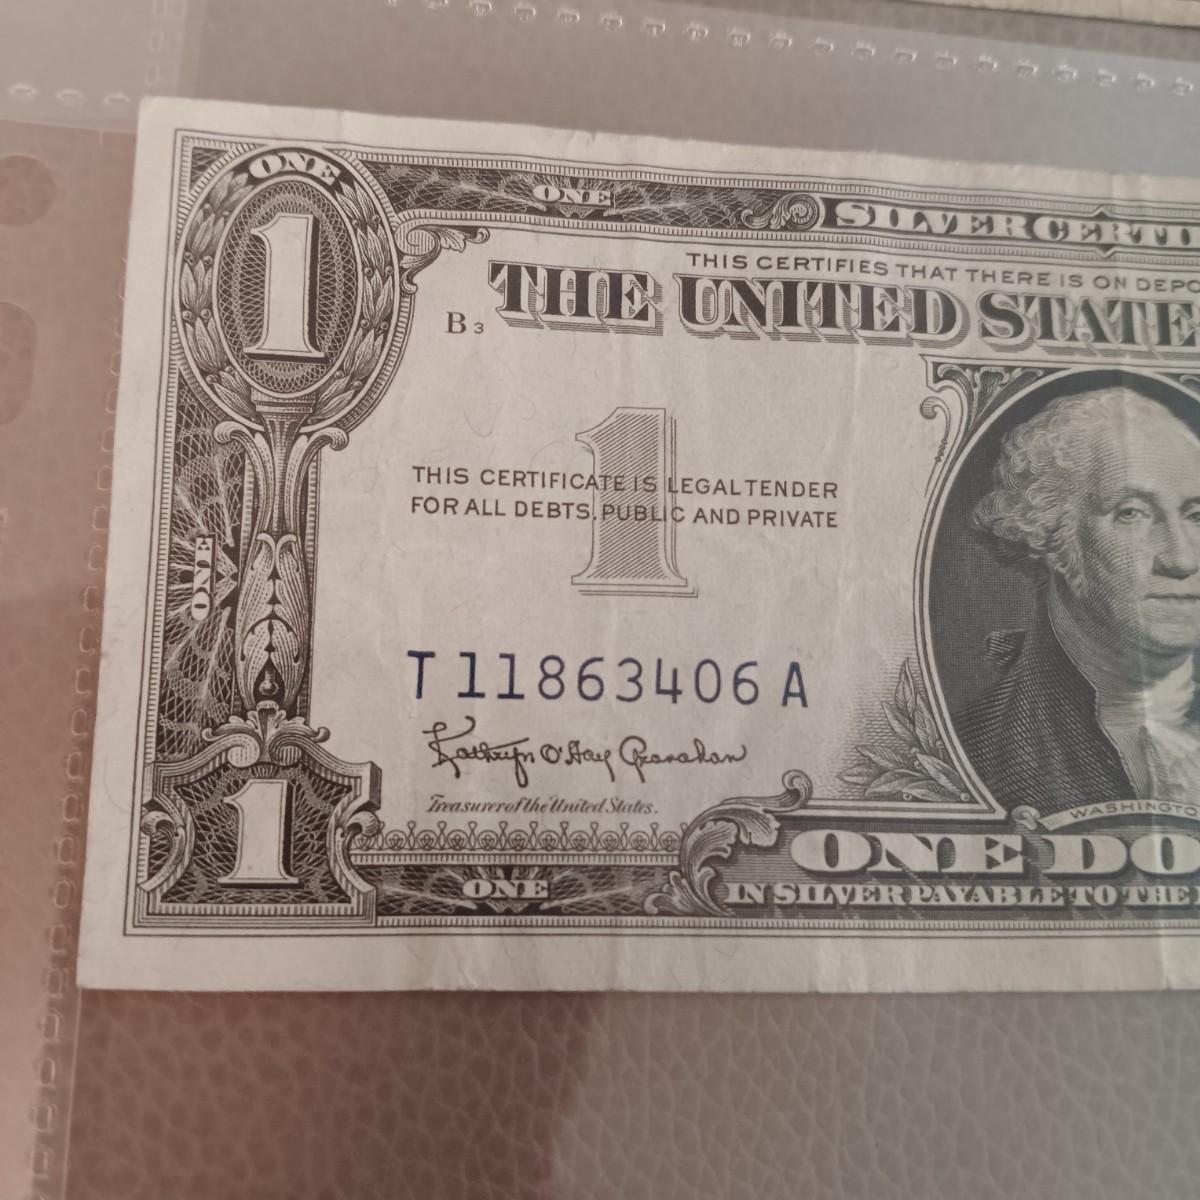 ONE
ONE
SILVER CERTI
1
THIS CERTIFIES THAT THERE IS ON DEPO
THE UNITED STATE
B 3
1
THIS CERTIFICATE IS LEGAL TENDER
FOR ALL DEBTS, PUBLIC AND PRIVATE
ONE
T 11863406 A
Kathryn O'Hay Granahan
Treasurer of the United States.
WASHINGTO
1
ONE DO
ONE
IN SILVER PAYABLE TO THE